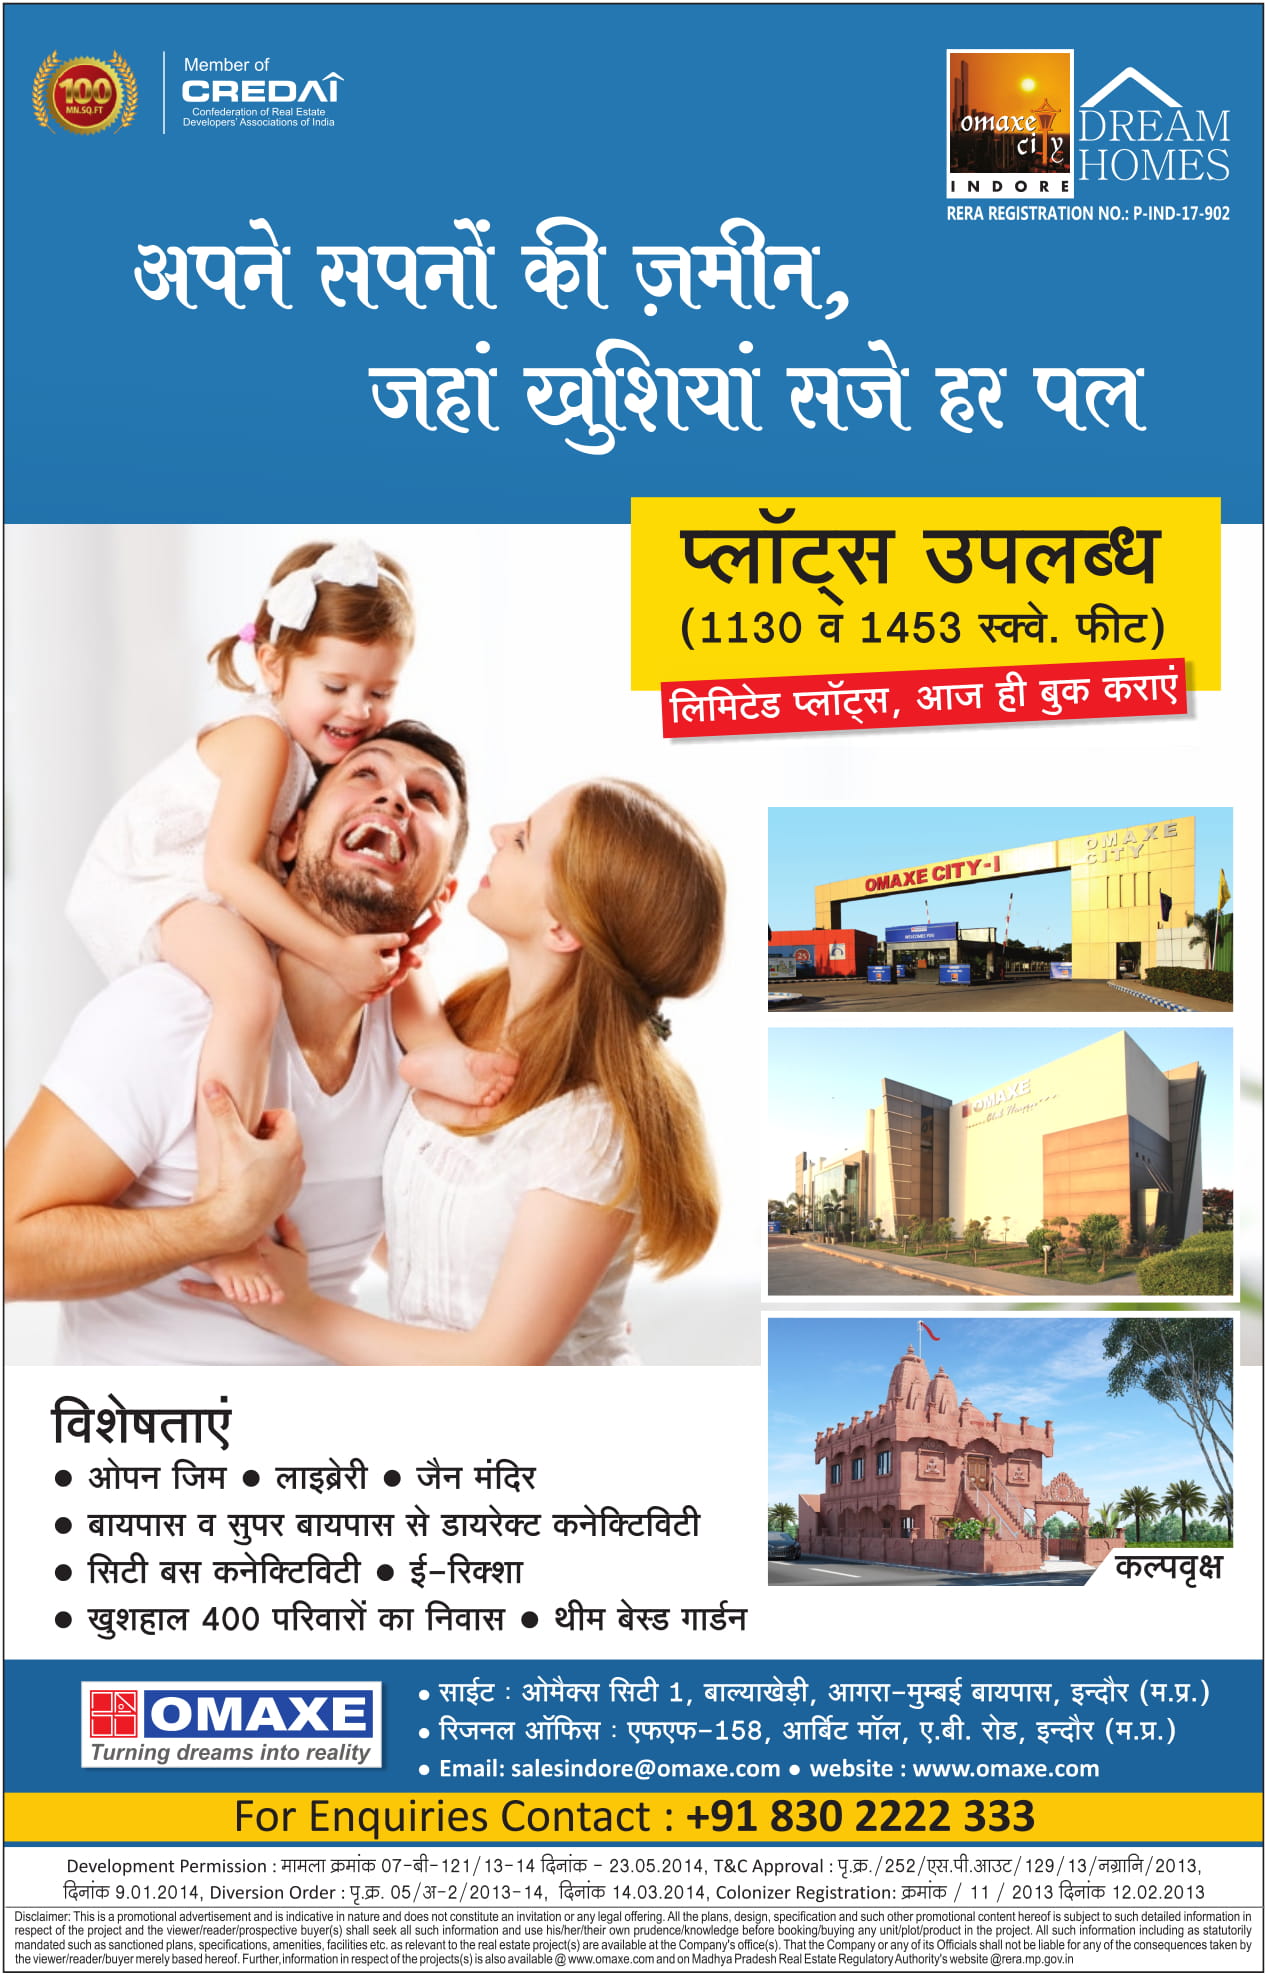 100
MN.SQ.FT
Member of
CREDAI
Confederation of Real Estate
Developers' Associations of India
omaxe
city
INDORE
DREAM
HOMES
RERA REGISTRATION NO.: P-IND-17-902
अपने सपनों की ज़मीन,
जहां खुशियां सजे हर पल
प्लॉट्स उपलब्ध
(1130 व 1453 स्क्वे. फीट)
लिमिटेड प्लॉट्स, आज ही बुक कराएं
OMAXE CITY-I
OMAXE
CITY
WELCOMES YOU
25
OMAXE
कल्पवृक्ष
विशेषताएं
• ओपन जिम • लाइब्रेरी • जैन मंदिर
• बायपास व सुपर बायपास से डायरेक्ट कनेक्टिविटी
• सिटी बस कनेक्टिविटी • ई-रिक्शा
• खुशहाल 400 परिवारों का निवास • थीम बेस्ड गार्डन
OMAXE
Turning dreams into reality
• साईट : ओमैक्स सिटी 1, बाल्याखेड़ी, आगरा-मुम्बई बायपास, इन्दौर (म.प्र.)
• रिजनल ऑफिस : एफएफ-158, आर्बिट मॉल, ए.बी. रोड, इन्दौर (म.प्र.)
• Email: salesindore@omaxe.com • website : www.omaxe.com
For Enquiries Contact : +91 830 2222 333
Development Permission : मामला क्रमांक 07-बी-121/13-14 दिनांक - 23.05.2014, T&C Approval : पृ.क्र./252/एस.पी.आउट/129/13/नग्रानि/2013,
दिनांक 9.01.2014, Diversion Order : पृ.क्र. 05/अ-2/2013-14, दिनांक 14.03.2014, Colonizer Registration: क्रमांक / 11 / 2013 दिनांक 12.02.2013
Disclaimer: This is a promotional advertisement and is indicative in nature and does not constitute an invitation or any legal offering. All the plans, design, specification and such other promotional content hereof is subject to such detailed information in
respect of the project and the viewer/reader/prospective buyer(s) shall seek all such information and use his/her/their own prudence/knowledge before booking/buying any unit/plot/product in the project. All such information including as statutorily
mandated such as sanctioned plans, specifications, amenities, facilities etc. as relevant to the real estate project(s) are available at the Company's office(s). That the Company or any of its Officials shall not be liable for any of the consequences taken by
the viewer/reader/buyer merely based hereof. Further, information in respect of the projects(s) is also available @ www.omaxe.com and on Madhya Pradesh Real Estate Regulatory Authority's website @rera.mp.gov.in